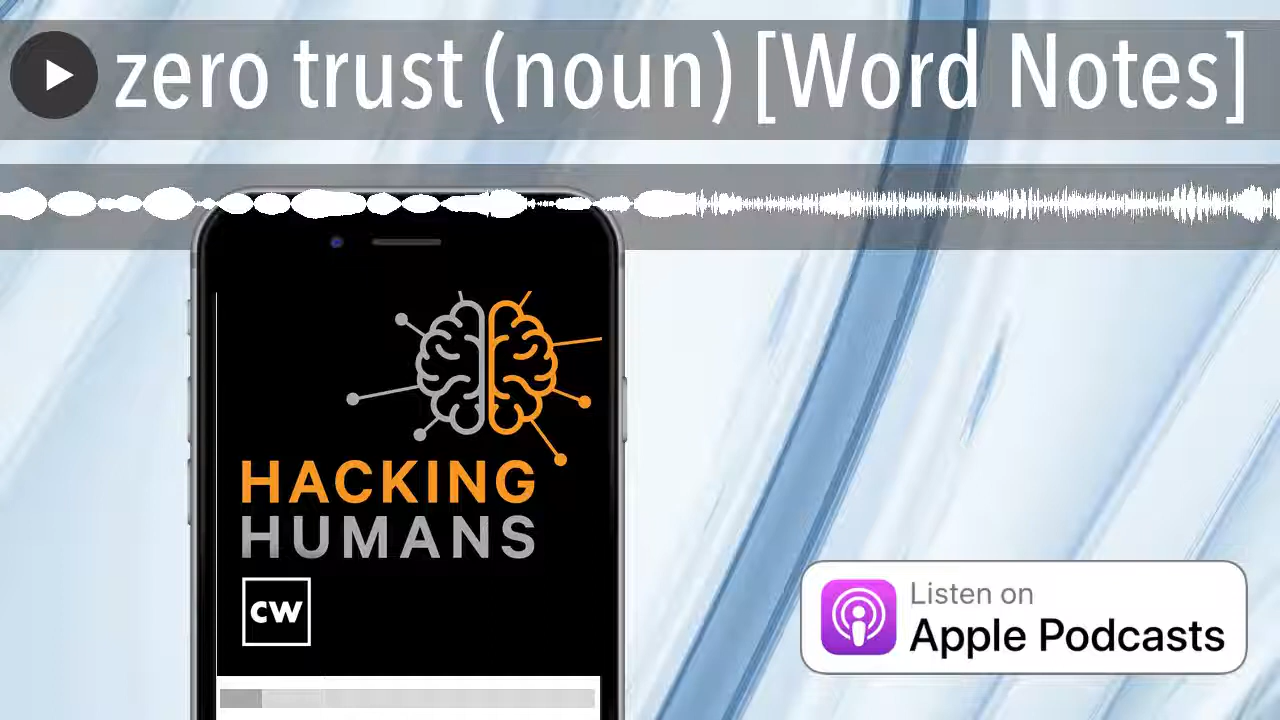 zero trust (noun) [Word Notes]
HACKING
HUMANS
CW
Listen on
Apple Podcasts